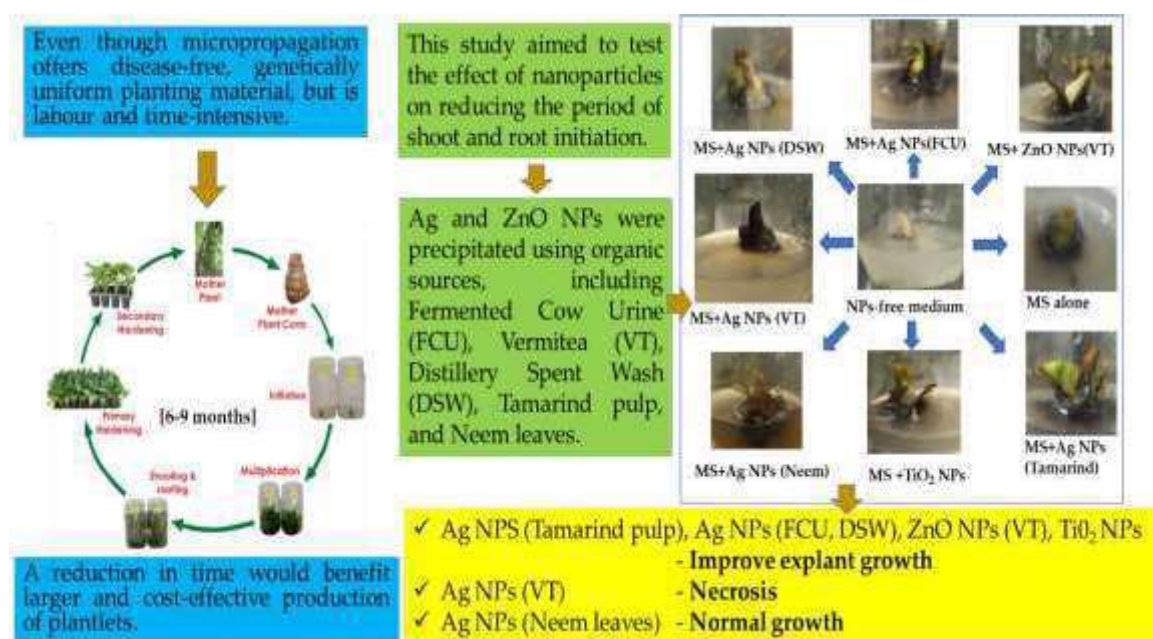 Even though micropropagation
offers disease-free, genetically
uniform planting material, but is
labour and time-intensive.
Mother
Plant
Mother
Plant Corm
Initiation
Multiplication
Shooting &
rooting
Primary
Hardening
Secondary
Hardening
[6-9 months]
A reduction in time would benefit
larger and cost-effective production
of plantlets.
This study aimed to test
the effect of nanoparticles
on reducing the period of
shoot and root initiation.
Ag and ZnO NPs were
precipitated using organic
sources, including
Fermented Cow Urine
(FCU), Vermitea (VT),
Distillery Spent Wash
(DSW), Tamarind pulp,
and Neem leaves.
MS+Ag NPs (DSW)
MS+Ag NPs(FCU)
MS+ ZnO NPs(VT)
MS+Ag NPs (VT)
NPs-free medium
MS alone
MS+Ag NPs (Neem)
MS +TiO₂ NPs
MS+Ag NPs
(Tamarind)
✓ Ag NPS (Tamarind pulp), Ag NPs (FCU, DSW), ZnO NPs (VT), Ti0₂ NPs
- Improve explant growth
✓ Ag NPs (VT) - Necrosis
✓ Ag NPs (Neem leaves) - Normal growth